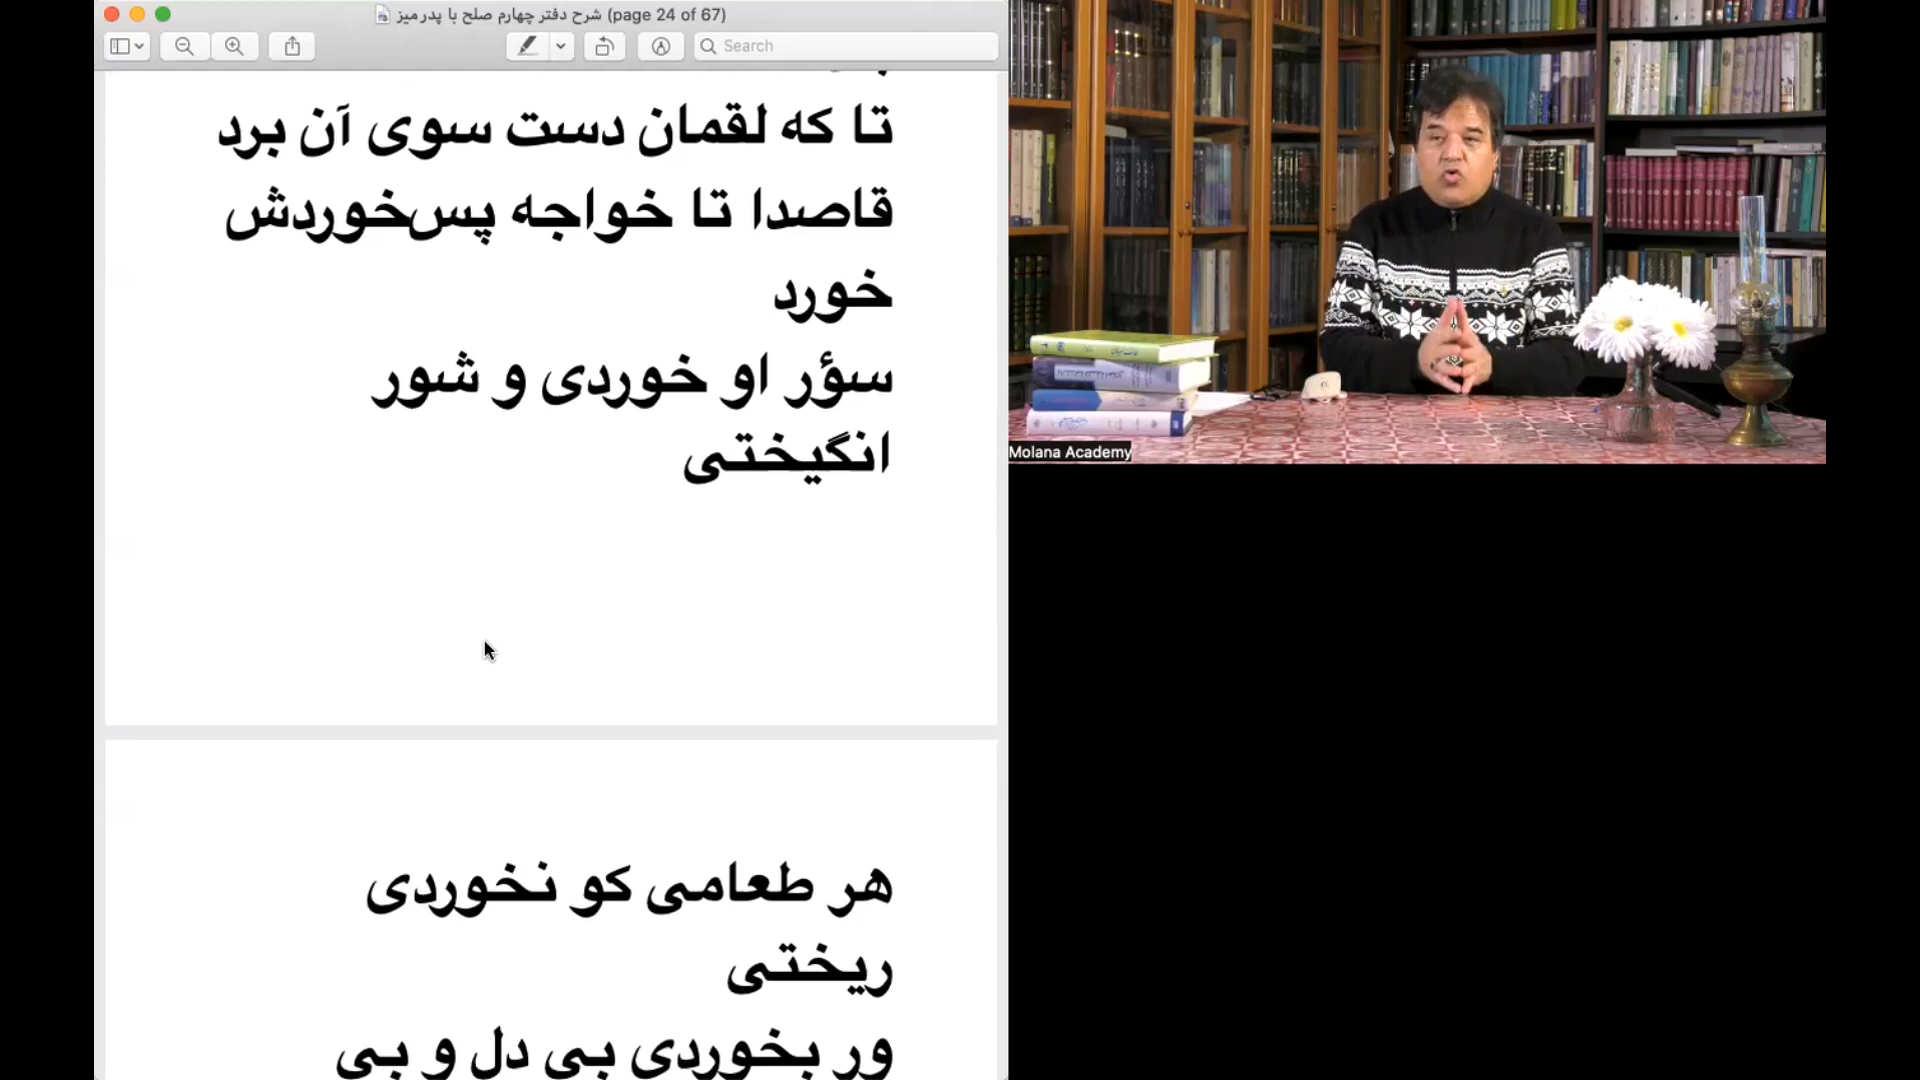 شرح دفتر چهارم صلح با پدر میز (page 24 of 67)
Search
تا که لقمان دست سوی آن برد
قاصدا تا خواجه پس‌خوردش
خورد
سؤر او خوردی و شور
انگیختی
هر طعامی کو نخوردی
ریختی
ور بخوردی بی دل و بی
Molana Academy